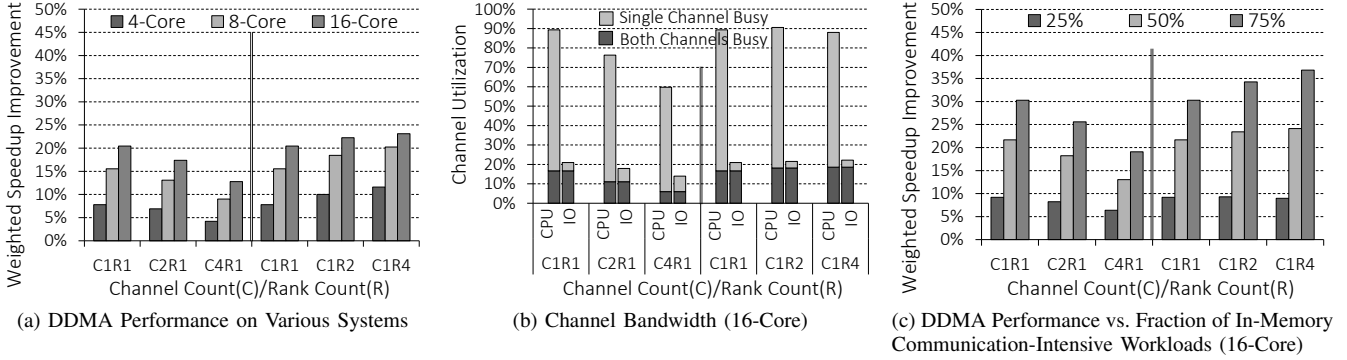 Weighted Speedup Improvement
50%
45%
40%
35%
30%
25%
20%
15%
10%
5%
0%
4-Core 8-Core 16-Core
C1R1 C2R1 C4R1 C1R1 C1R2 C1R4
Channel Count(C)/Rank Count(R)
(a) DDMA Performance on Various Systems
Channel Utilization
100%
90%
80%
70%
60%
50%
40%
30%
20%
10%
0%
Single Channel Busy
Both Channels Busy
CPU IO CPU IO CPU IO CPU IO CPU IO CPU IO
C1R1 C2R1 C4R1 C1R1 C1R2 C1R4
Channel Count(C)/Rank Count(R)
(b) Channel Bandwidth (16-Core)
Weighted Speedup Improvement
50%
45%
40%
35%
30%
25%
20%
15%
10%
5%
0%
25% 50% 75%
C1R1 C2R1 C4R1 C1R1 C1R2 C1R4
Channel Count(C)/Rank Count(R)
(c) DDMA Performance vs. Fraction of In-Memory
Communication-Intensive Workloads (16-Core)